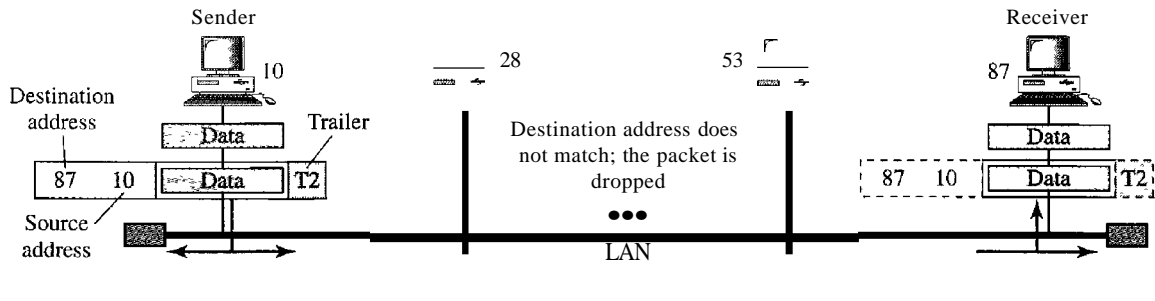 Sender
Receiver
10
28
53
87
Destination
address
Trailer
Data
Data
87 10 Data T2
Destination address does
not match; the packet is
dropped
87 10 Data T2
Source
address
LAN